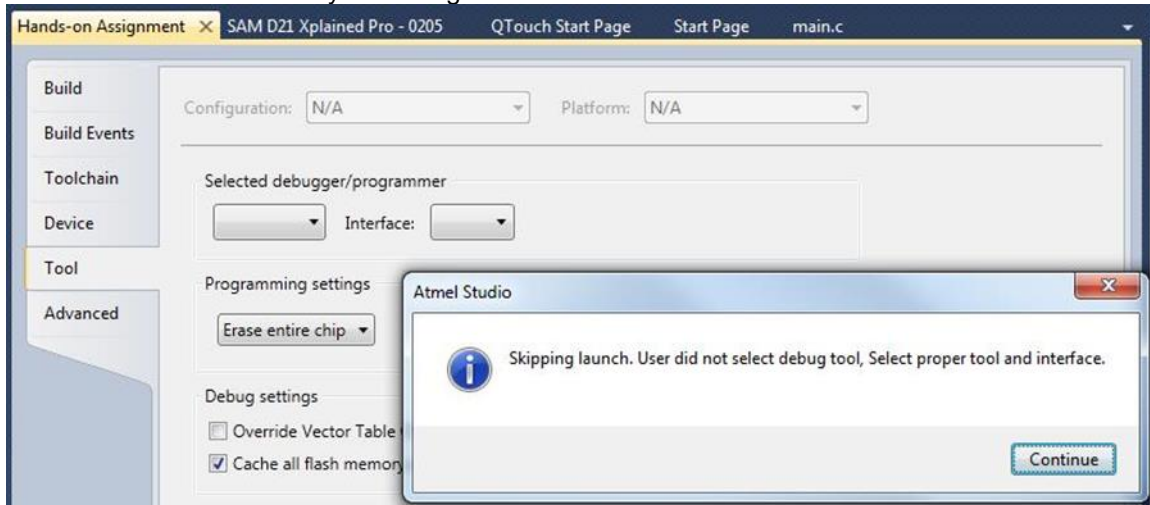 Hands-on Assignment SAM D21 Xplained Pro - 0205 QTouch Start Page Start Page main.c
Build
Configuration: N/A Platform: N/A
Build Events
Toolchain
Selected debugger/programmer
Device
Interface:
Tool
Programming settings
Atmel Studio
Advanced
Erase entire chip
Skipping launch. User did not select debug tool, Select proper tool and interface.
Debug settings
Override Vector Table
Cache all flash memory
Continue